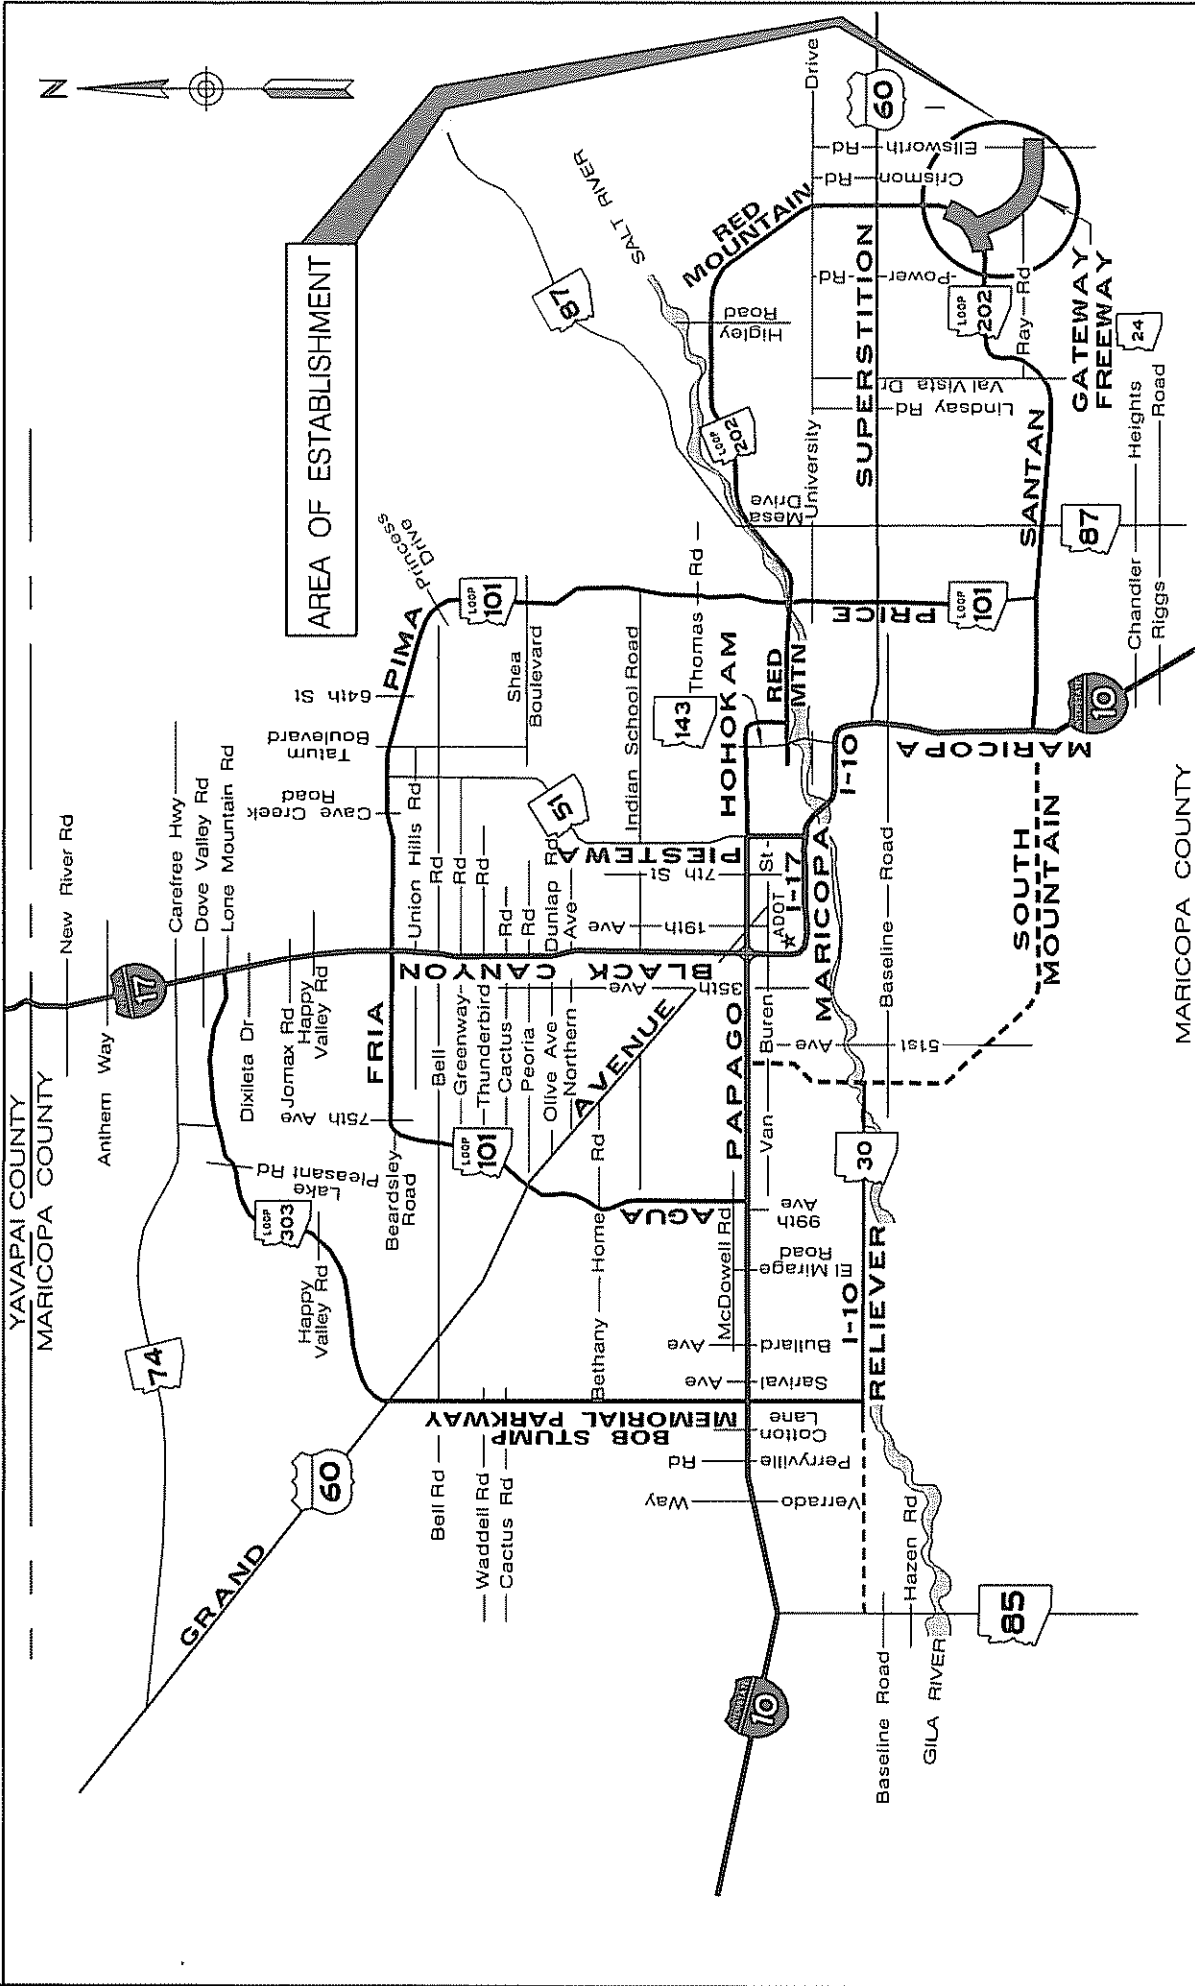 YAVAPAI COUNTY
MARICOPA COUNTY
New River Rd
Anthem Way
17
Carefree Hwy
Dove Valley Rd
Lone Mountain Rd
74
Dixileta Dr
Jomax Rd
Happy
Valley Rd
Lake
Pleasant Rd
LOOP
303
Happy
Valley Rd
GRAND
60
AVENUE
N
AREA OF ESTABLISHMENT
FRIA
75th Ave
Beardsley
Road
Cave Creek
Road
Tatum
Boulevard
64th St
PIMA
Princess
Drive
LOOP
101
Union Hills Rd
Bell
Rd
Greenway
Rd
Thunderbird
Rd
Cactus
Rd
Peoria
Rd
Olive Ave
Dunlap Rd
Northern
Ave
Shea
Boulevard
51
LOOP
101
Bell Rd
Waddell Rd
Cactus Rd
BOB STUMP
MEMORIAL PARKWAY
Bethany
Home
Rd
AGUA
BLACK
CANYON
35th
Ave
19th
Ave
7th St
PIESTEWA
Indian School Road
Thomas
Rd
87
SALT RIVER
Higley
Road
RED
MOUNTAIN
LOOP
202
Mesa
Drive
University
Drive
McDowell Rd
PAPAGO
Van
Buren
St
ADOT
I-17
HOHOKAM
143
RED
MTN
MARICOPA
I-10
10
Verrado
Way
Perryville
Rd
Cotton
Lane
Sarival
Ave
Bullard
Ave
El Mirage
Road
99th
Ave
51st
Ave
I-10
RELIEVER
30
Baseline
Road
PRICE
LOOP
101
SUPERSTITION
60
Lindsay Rd
Val Vista Dr
Power
Rd
Crismon
Rd
Ellsworth
Rd
LOOP
202
Ray
Rd
GATEWAY
FREEWAY
24
SANTAN
87
Chandler
Heights
Riggs
Road
MARICOPA
10
SOUTH
MOUNTAIN
Baseline Road
Hazen Rd
GILA RIVER
85
MARICOPA COUNTY